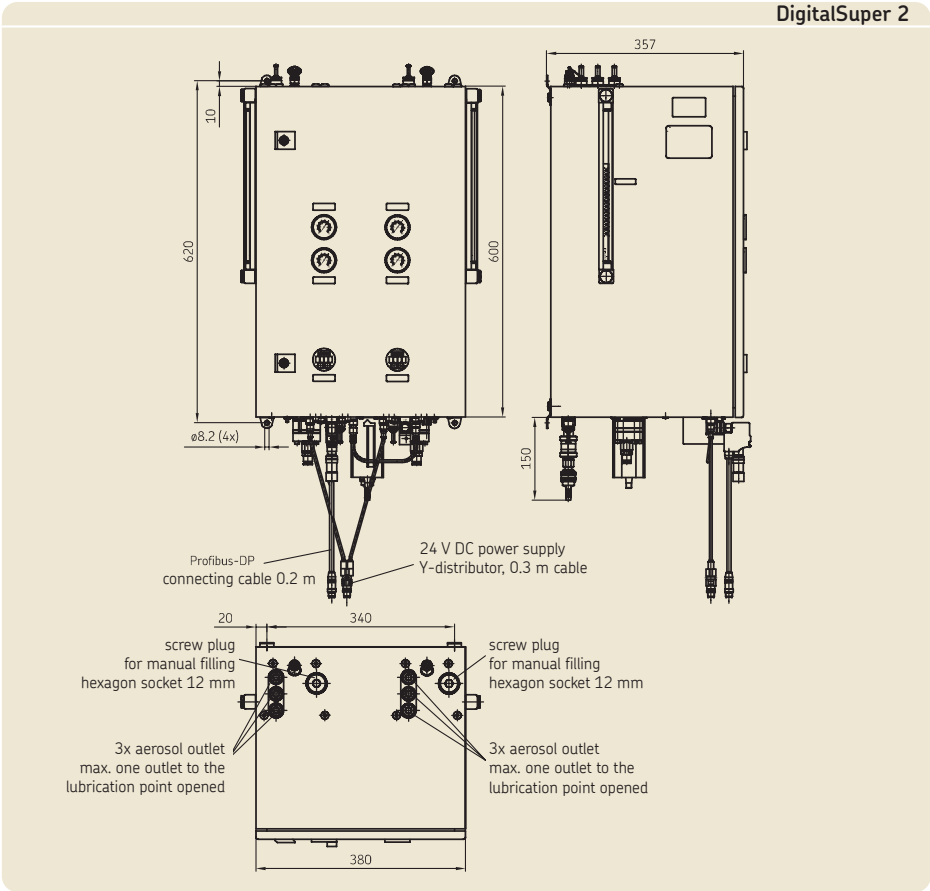 DigitalSuper 2
357
10
620
600
ø8.2 (4x)
150
Profibus-DP
connecting cable 0.2 m
24 V DC power supply
Y-distributor, 0.3 m cable
20
340
screw plug
for manual filling
hexagon socket 12 mm
screw plug
for manual filling
hexagon socket 12 mm
3x aerosol outlet
max. one outlet to the
lubrication point opened
3x aerosol outlet
max. one outlet to the
lubrication point opened
380